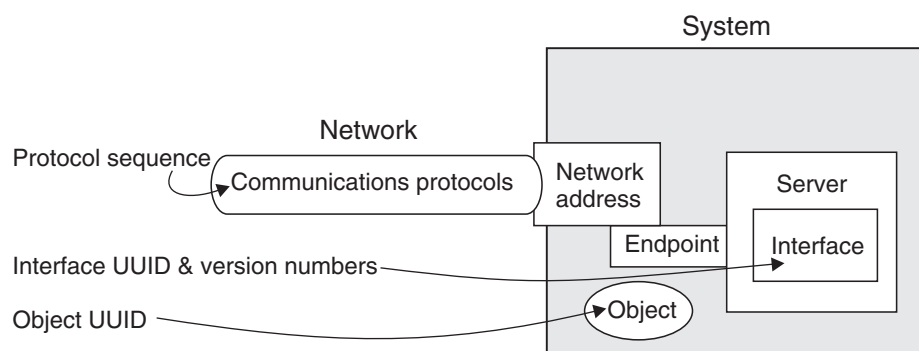 System
Network
Protocol sequence
Communications protocols
Network
address
Server
Endpoint
Interface
Interface UUID & version numbers
Object UUID
Object